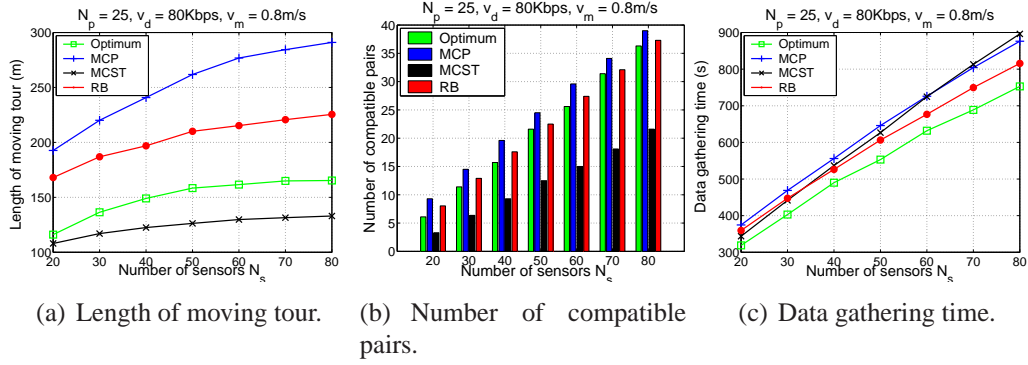 N_p = 25, v_d = 80Kbps, v_m = 0.8m/s
Length of moving tour (m)
300
250
200
150
100
Optimum
MCP
MCST
RB
20 30 40 50 60 70 80
Number of sensors N_s
(a) Length of moving tour.
N_p = 25, v_d = 80Kbps, v_m = 0.8m/s
Number of compatible pairs
40
35
30
25
20
15
10
5
0
Optimum
MCP
MCST
RB
20 30 40 50 60 70 80
Number of sensors N_s
(b) Number of compatible
pairs.
N_p = 25, v_d = 80Kbps, v_m = 0.8m/s
Data gathering time (s)
900
800
700
600
500
400
300
Optimum
MCP
MCST
RB
20 30 40 50 60 70 80
Number of sensors N_s
(c) Data gathering time.